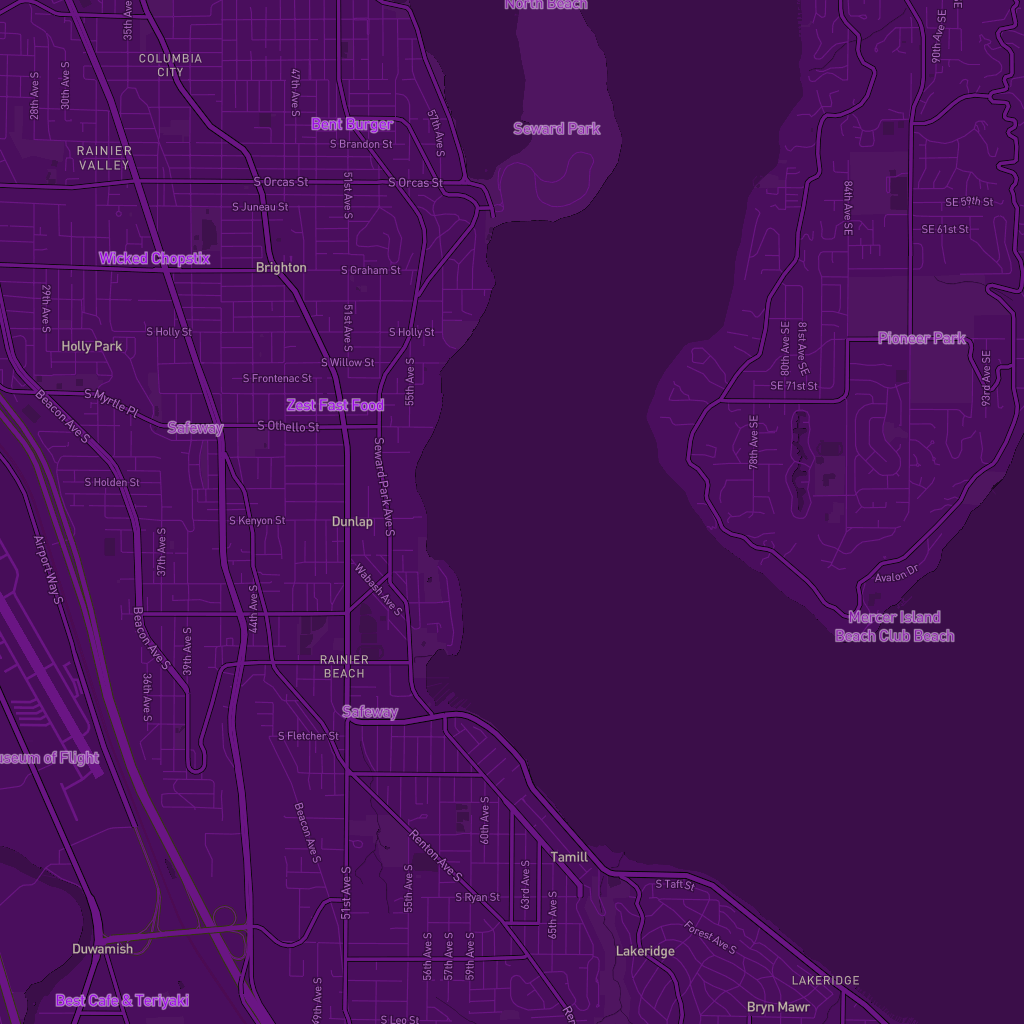 North Beach
35th Ave S
90th Ave SE
SE
COLUMBIA
CITY
28th Ave S
30th Ave S
47th Ave S
Bent Burger
57th Ave S
Seward Park
S Brandon St
RAINIER
VALLEY
S Orcas St
S Orcas St
51st Ave S
84th Ave SE
SE 59th St
S Juneau St
SE 61st St
Wicked Chopstix
Brighton
S Graham St
29th Ave S
S Holly St
51st Ave S
S Holly St
80th Ave SE
81st Ave SE
Pioneer Park
Holly Park
S Willow St
S Frontenac St
55th Ave S
SE 71st St
93rd Ave SE
S Myrtle Pl
Beacon Ave S
Zest Fast Food
Safeway
S Othello St
78th Ave SE
Seward Park Ave S
S Holden St
S Kenyon St
Dunlap
37th Ave S
Airport Way S
Wabash Ave S
Avalon Dr
44th Ave S
Beacon Ave S
39th Ave S
Mercer Island
Beach Club Beach
RAINIER
BEACH
36th Ave S
Safeway
S Fletcher St
useum of Flight
Beacon Ave S
60th Ave S
Renton Ave S
Tamill
51st Ave S
55th Ave S
S Ryan St
63rd Ave S
65th Ave S
S Taft St
Forest Ave S
Duwamish
56th Ave S
57th Ave S
59th Ave S
Lakeridge
LAKERIDGE
Best Cafe & Teriyaki
49th Ave S
S Leo St
Ren
Bryn Mawr